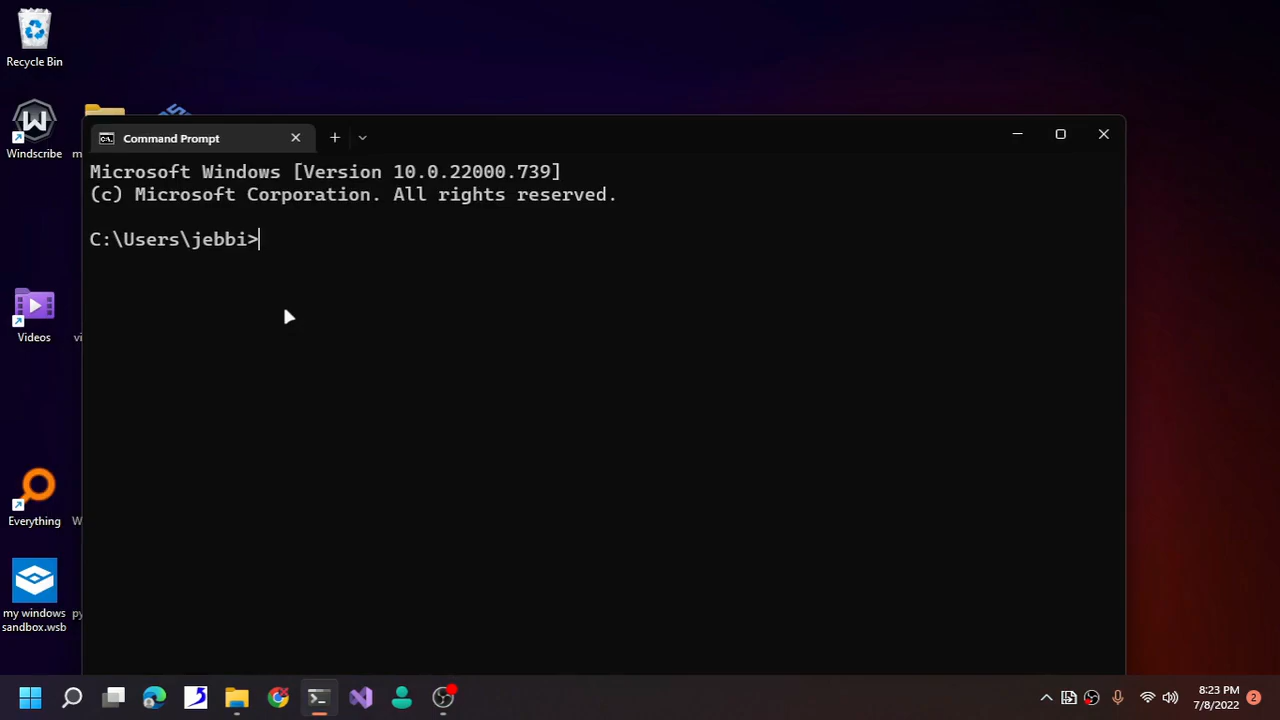 Recycle Bin
Windscribe
Videos
Everything
my windows
sandbox.wsb
Command Prompt
Microsoft Windows [Version 10.0.22000.739]
(c) Microsoft Corporation. All rights reserved.
C:\Users\jebbi>
8:23 PM
7/8/2022
2